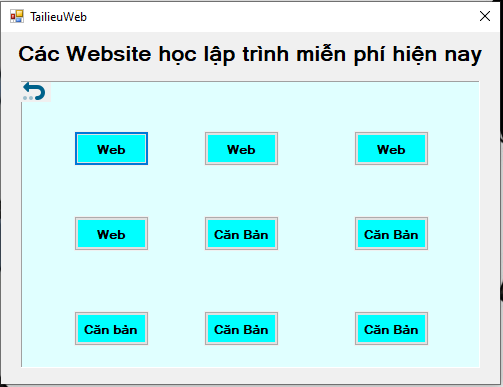 TailieuWeb
Các Website học lập trình miễn phí hiện nay
Web Web Web
Web Căn Bản Căn Bản
Căn bản Căn Bản Căn Bản